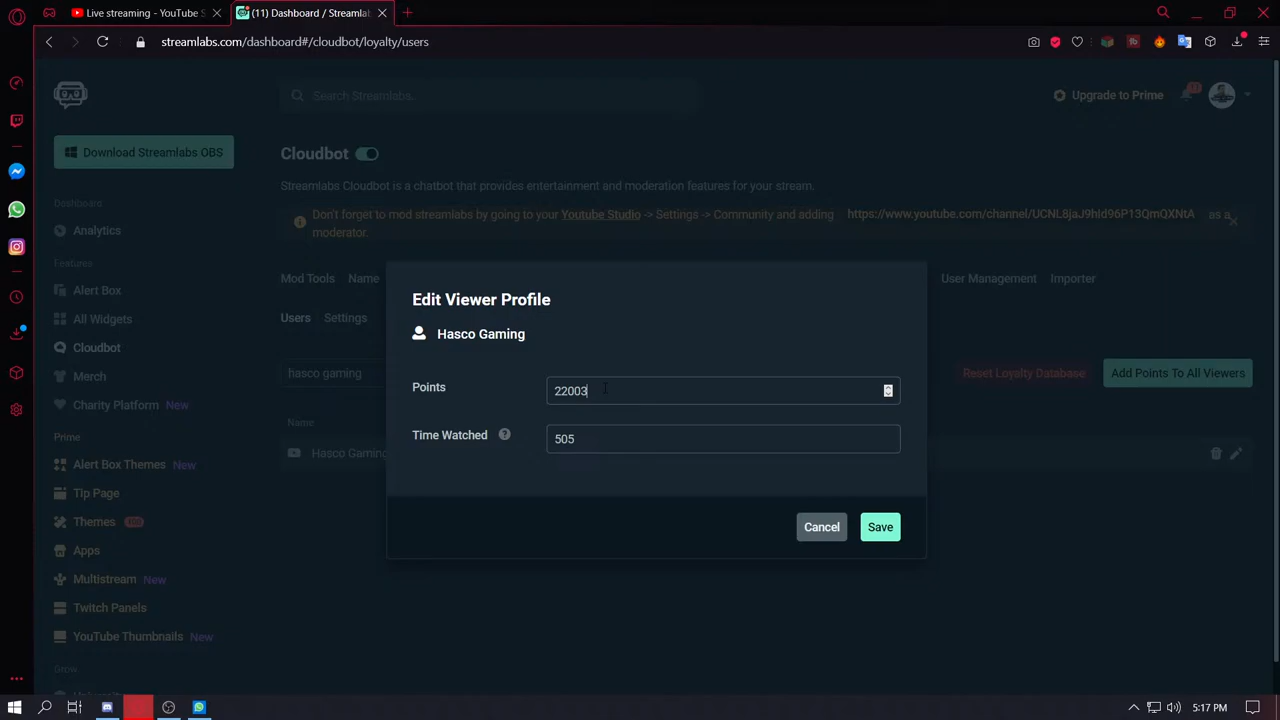 Live streaming - YouTube S
(11) Dashboard / Streamlab
streamlabs.com/dashboard#/cloudbot/loyalty/users
Search Streamlabs..
Upgrade to Prime
Download Streamlabs OBS
Dashboard
Analytics
Features
Alert Box
All Widgets
Cloudbot
Merch
Charity Platform New
Prime
Alert Box Themes New
Tip Page
Themes
Apps
Multistream New
Twitch Panels
YouTube Thumbnails New
Grow
Cloudbot
Streamlabs Cloudbot is a chatbot that provides entertainment and moderation features for your stream.
Don't forget to mod streamlabs by going to your Youtube Studio -> Settings -> Community and adding https://www.youtube.com/channel/UCNL8jaJ9hId96P13QmQXNtA as a
moderator.
Mod Tools Name User Management Importer
Users Settings
hasco gaming Reset Loyalty Database Add Points To All Viewers
Name
Hasco Gaming
Edit Viewer Profile
Hasco Gaming
Points 22003
Time Watched ? 505
Cancel Save
5:17 PM